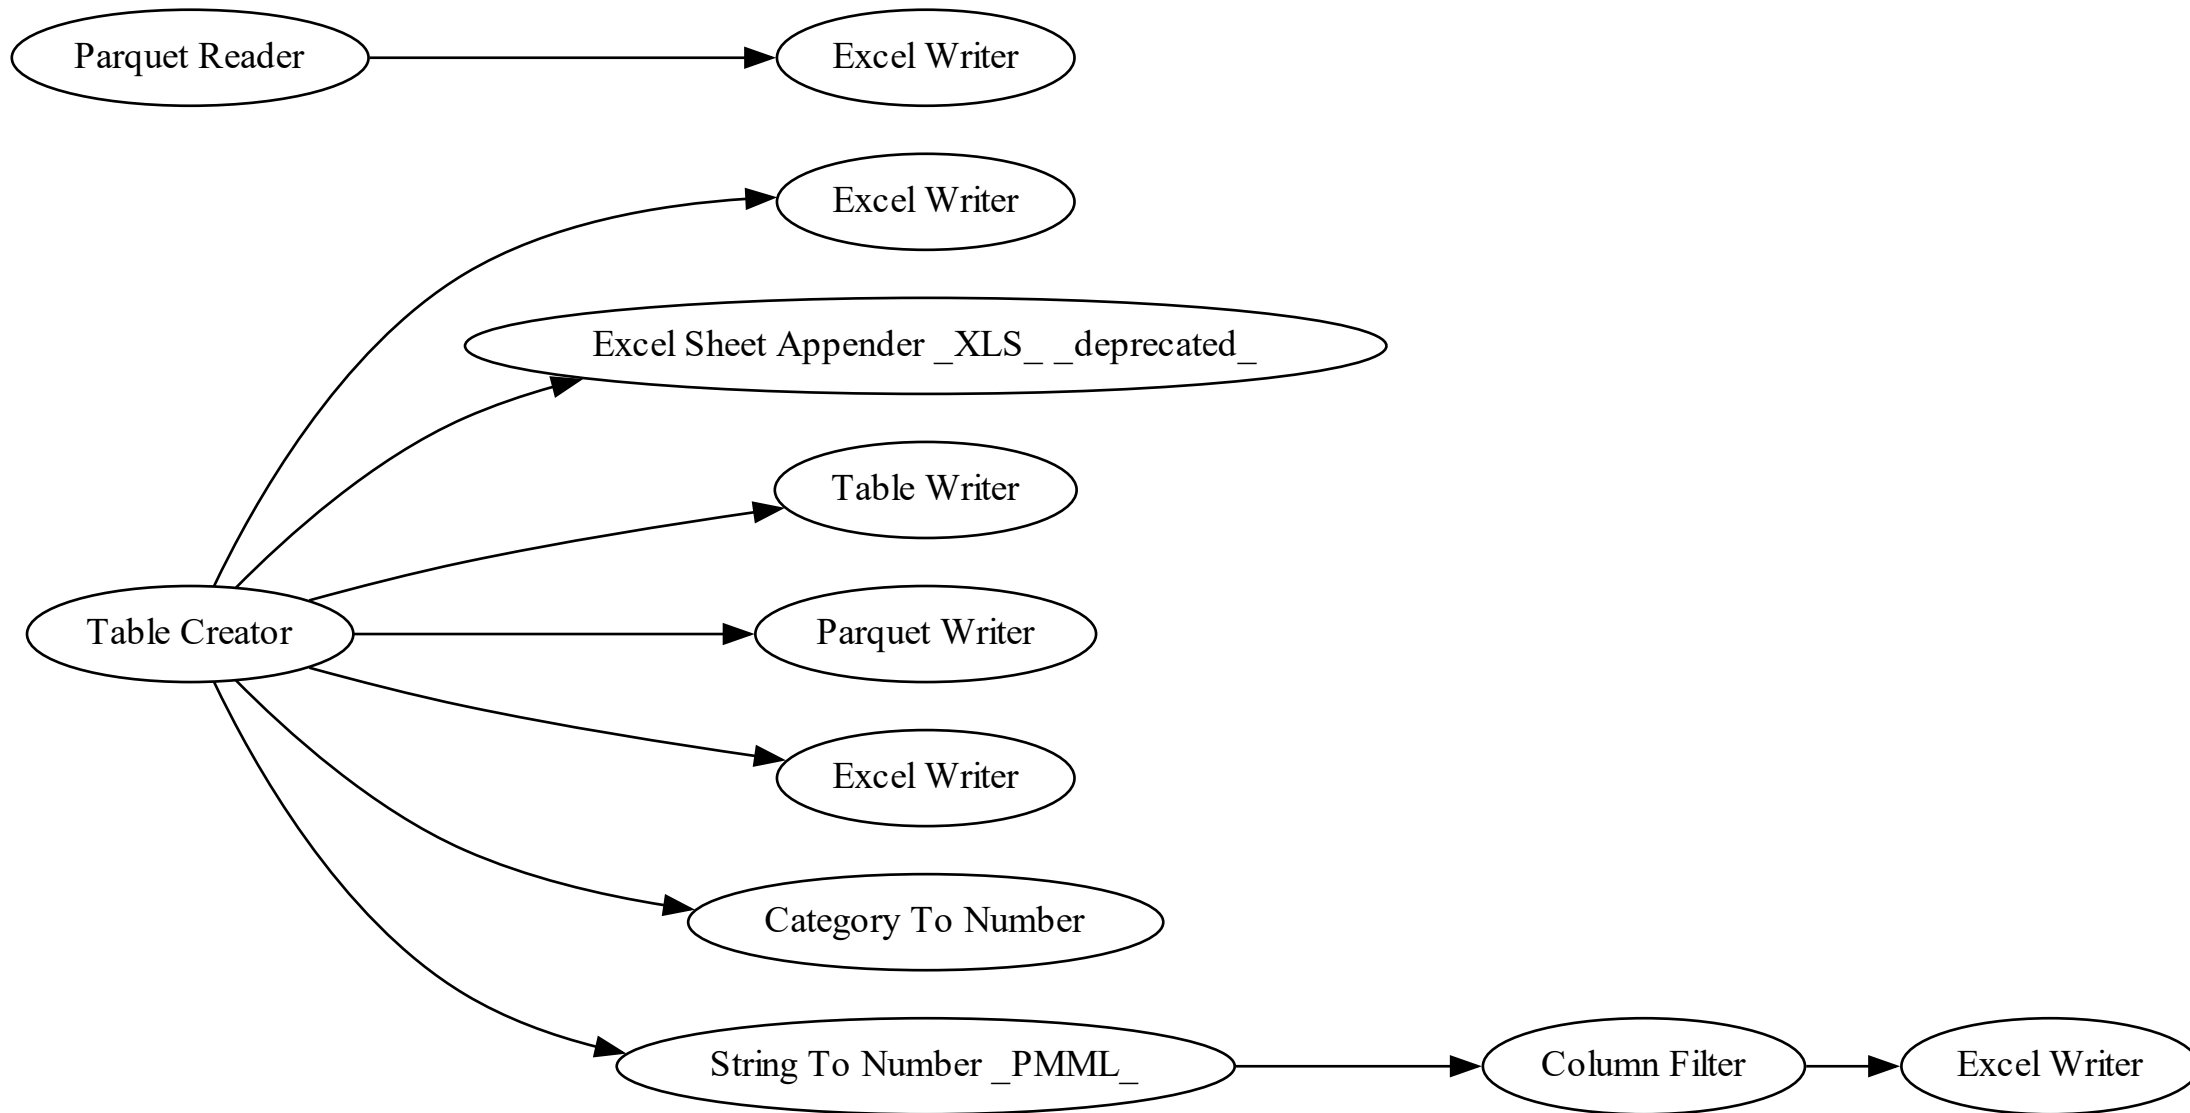 Parquet Reader
Excel Writer
Excel Writer
Excel Sheet Appender _XLS_ _deprecated_
Table Writer
Table Creator
Parquet Writer
Excel Writer
Category To Number
String To Number _PMML_
Column Filter
Excel Writer